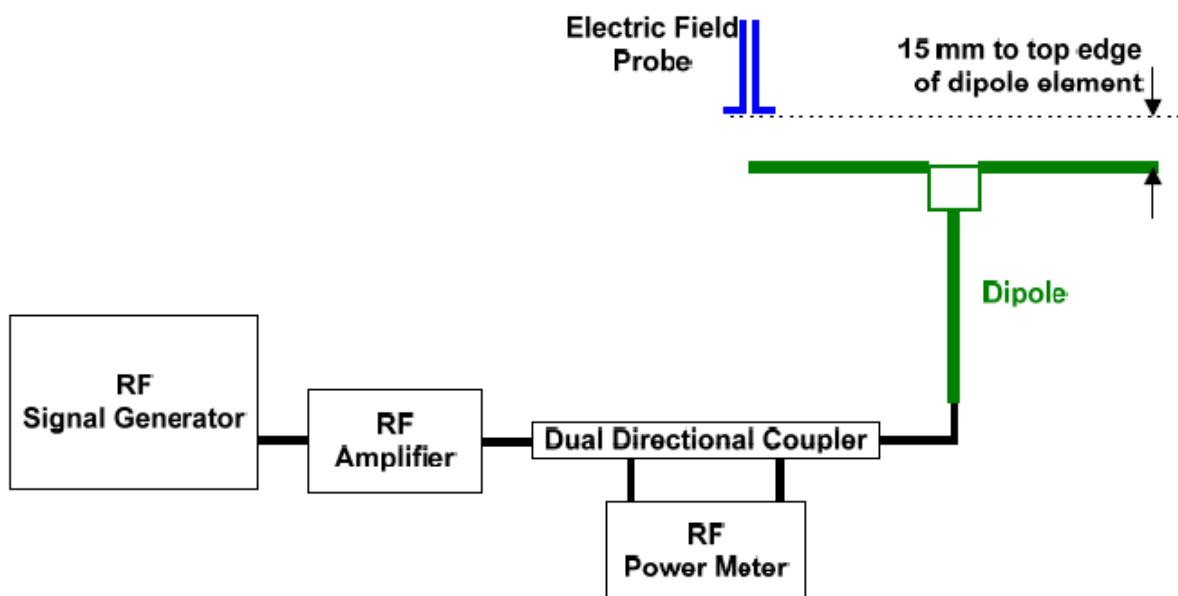 Electric Field
Probe
15 mm to top edge
of dipole element
Dipole
RF
Signal Generator
RF
Amplifier
Dual Directional Coupler
RF
Power Meter